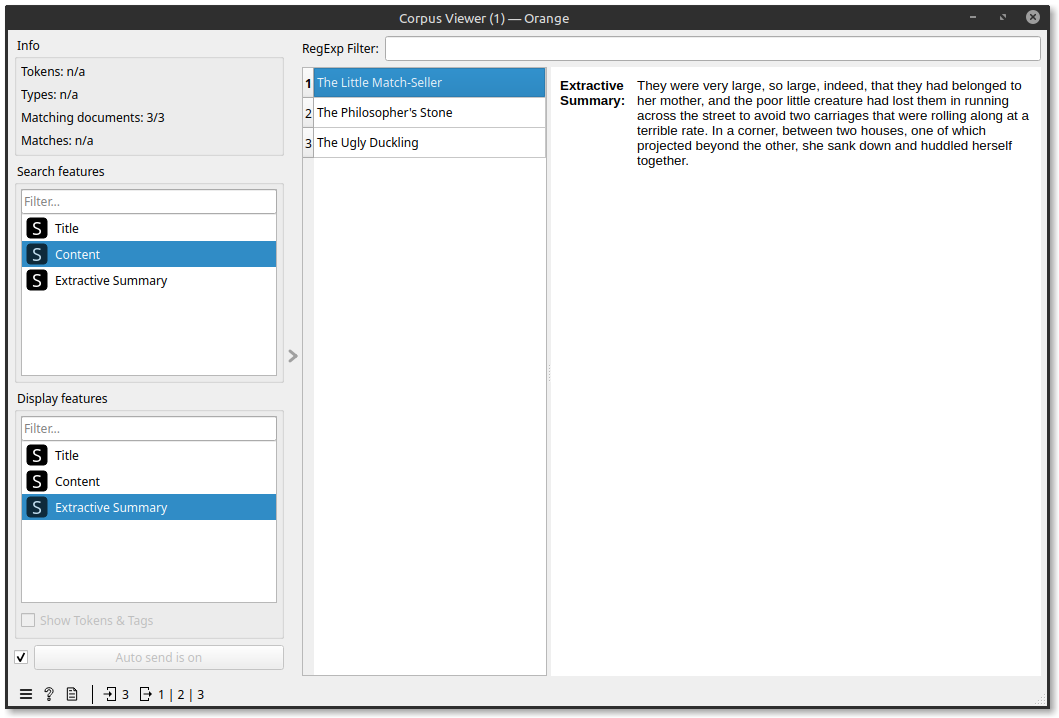 Corpus Viewer (1) — Orange
Info
Tokens: n/a
Types: n/a
Matching documents: 3/3
Matches: n/a
Search features
Filter...
S Title
S Content
S Extractive Summary
Display features
Filter...
S Title
S Content
S Extractive Summary
Show Tokens & Tags
Auto send is on
3 1 | 2 | 3
RegExp Filter:
1 The Little Match-Seller
2 The Philosopher's Stone
3 The Ugly Duckling
Extractive
Summary:
They were very large, so large, indeed, that they had belonged to
her mother, and the poor little creature had lost them in running
across the street to avoid two carriages that were rolling along at a
terrible rate. In a corner, between two houses, one of which
projected beyond the other, she sank down and huddled herself
together.